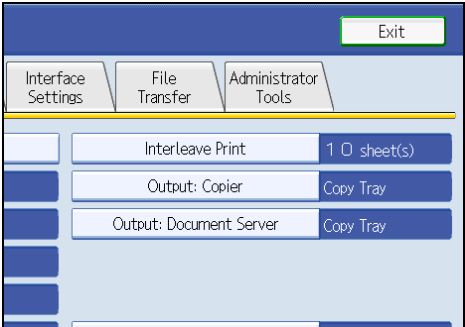 Exit
Interface
Settings
File
Transfer
Administrator
Tools
Interleave Print
10 sheet(s)
Output: Copier
Copy Tray
Output: Document Server
Copy Tray